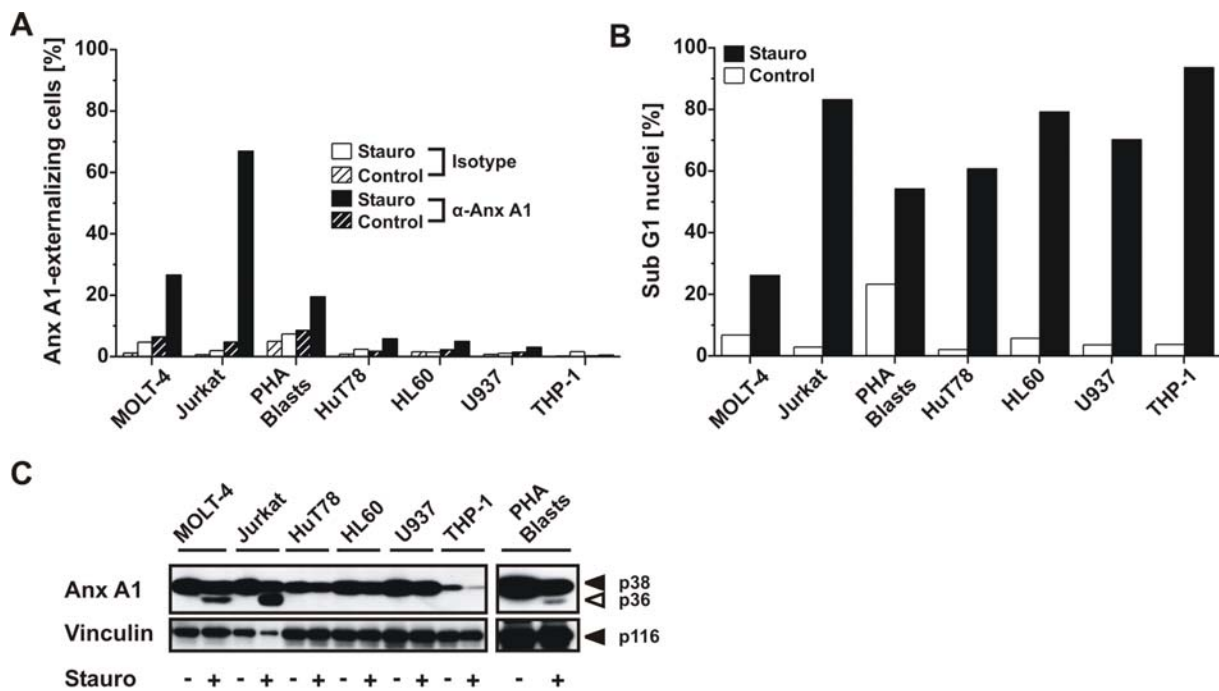 A
Anx A1-externalizing cells [%]
100
80
60
40
20
0
Stauro
Control
Isotype
Stauro
Control
α-Anx A1
MOLT-4
Jurkat
PHA
Blasts
HuT78
HL60
U937
THP-1
B
Sub G1 nuclei [%]
100
80
60
40
20
0
Stauro
Control
MOLT-4
Jurkat
PHA
Blasts
HuT78
HL60
U937
THP-1
C
MOLT-4
Jurkat
HuT78
HL60
U937
THP-1
PHA
Blasts
Anx A1
p38
p36
Vinculin
p116
Stauro - + - + - + - + - + - + - +